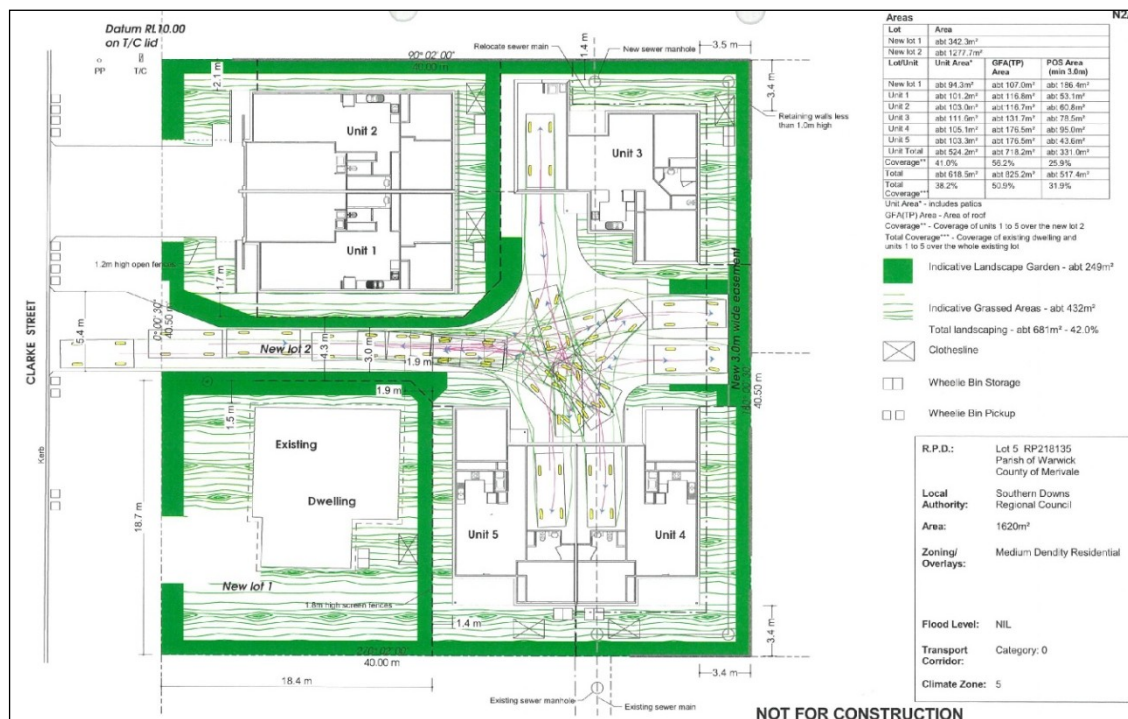 Datum RL10.00
on T/C lid
PP T/C
N2
90° 02' 00"
Relocate sewer main
New sewer manhole
1.4 m
3.5 m
3.4 m
2.1 m
Retaining walls less
than 1.0m high
Unit 2
Unit 3
Unit 1
1.2m high open fences
1.7 m
CLARKE STREET
5.4 m
0°00'30"
40.50 m
New lot 2
4.3 m
3.0 m
1.9 m
1.9 m
New 3.0m wide easement
40.50 m
1.5 m
Kerb
Existing
Dwelling
18.7 m
Unit 5
Unit 4
New lot 1
1.8m high screen fences
1.4 m
3.4 m
40.00 m
18.4 m
3.4 m
Existing sewer manhole
Existing sewer main
NOT FOR CONSTRUCTION
Areas
Lot Area
New lot 1 abt 342.3m²
New lot 2 abt 1277.7m²
Lot/Unit Unit Area* GFA(TP) Area POS Area (min 3.0m)
New lot 1 abt 94.3m² abt 107.0m² abt 186.4m²
Unit 1 abt 101.2m² abt 116.8m² abt 53.1m²
Unit 2 abt 103.0m² abt 116.7m² abt 60.8m²
Unit 3 abt 111.6m² abt 131.7m² abt 78.5m²
Unit 4 abt 105.1m² abt 176.5m² abt 95.0m²
Unit 5 abt 103.3m² abt 176.5m² abt 43.6m²
Unit Total abt 524.2m² abt 718.2m² abt 331.0m²
Coverage** 41.0% 56.2% 25.9%
Total abt 618.5m² abt 825.2m² abt 517.4m²
Total Coverage*** 38.2% 50.9% 31.9%
Unit Area* - includes patios
GFA(TP) Area - Area of roof
Coverage** - Coverage of units 1 to 5 over the new lot 2
Total Coverage*** - Coverage of existing dwelling and
units 1 to 5 over the whole existing lot
Indicative Landscape Garden - abt 249m²
Indicative Grassed Areas - abt 432m²
Total landscaping - abt 681m² - 42.0%
Clothesline
Wheelie Bin Storage
Wheelie Bin Pickup
R.P.D.: Lot 5 RP218135
Parish of Warwick
County of Merivale
Local Authority: Southern Downs
Regional Council
Area: 1620m²
Zoning/ Overlays: Medium Dendity Residential
Flood Level: NIL
Transport Corridor: Category: 0
Climate Zone: 5